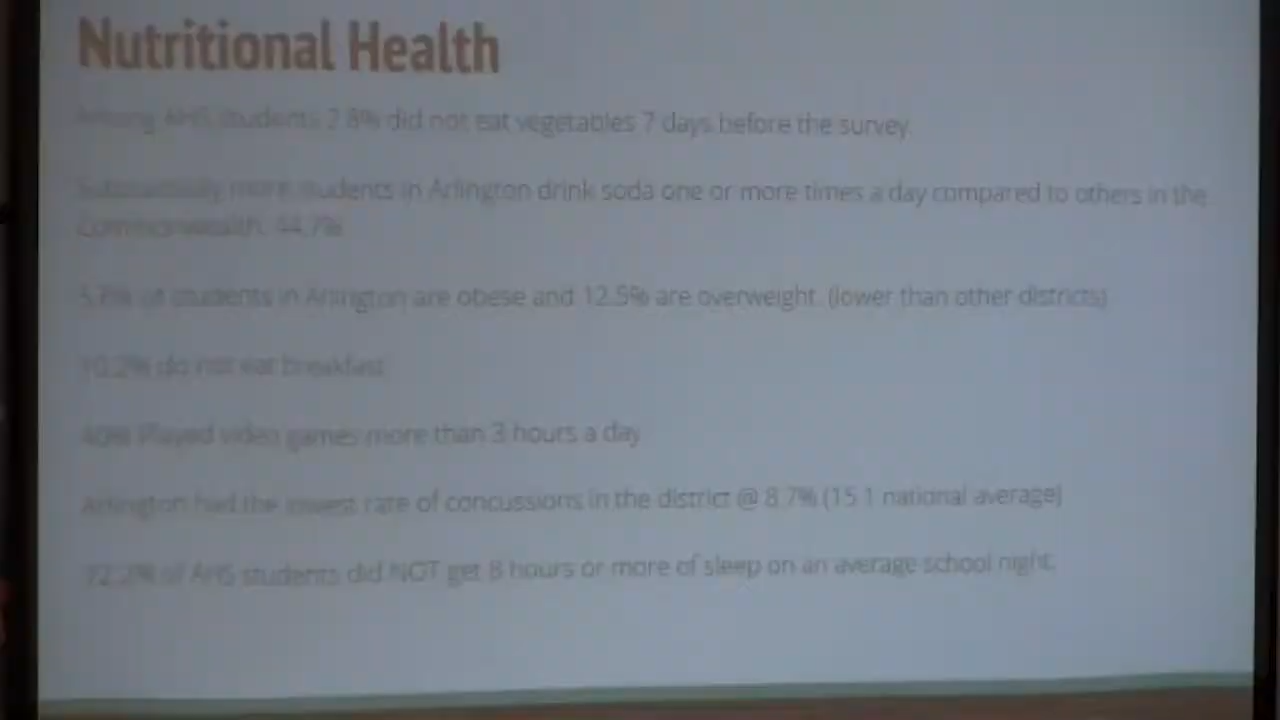 Nutritional Health
Among AHS students 2.8% did not eat vegetables 7 days before the survey.
Substantially more students in Arlington drink soda one or more times a day compared to others in the
Commonwealth. 44.7%
5.7% of students in Arlington are obese and 12.5% are overweight. (lower than other districts)
10.2% do not eat breakfast
40% Played video games more than 3 hours a day
Arlington had the lowest rate of concussions in the district @ 8.7% (15.1 national average)
72.2% of AHS students did NOT get 8 hours or more of sleep on an average school night.